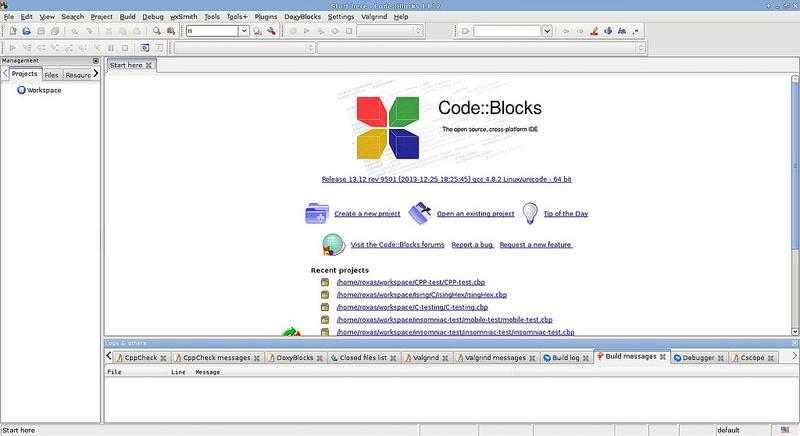 Start here - Code::Blocks 13.12
File Edit View Search Project Build Debug wxSmith Tools Tools+ Plugins DoxyBlocks Settings Valgrind Help
n
Management
Projects Files Resourc
Workspace
Start here
Code::Blocks
The open source, cross-platform IDE
Release 13.12 rev 9501 (2013-12-25 18:25:45) gcc 4.8.2 Linux/unicode - 64 bit
Create a new project Open an existing project Tip of the Day
Visit the Code::Blocks forums Report a bug Request a new feature
Recent projects
/home/roxas/workspace/CPP-test/CPP-test.cbp
/home/roxas/workspace/Ising/C/IsingHex/IsingHex.cbp
/home/roxas/workspace/C-testing/C-testing.cbp
/home/roxas/workspace/insomniac-test/mobile-test/mobile-test.cbp
/home/roxas/workspace/insomniac-test/insomniac-test/insomniac-test.cbp
Logs & others
CppCheck CppCheck messages DoxyBlocks Closed files list Valgrind Valgrind messages Build log Build messages Debugger Cscope
File Line Message
Start here default